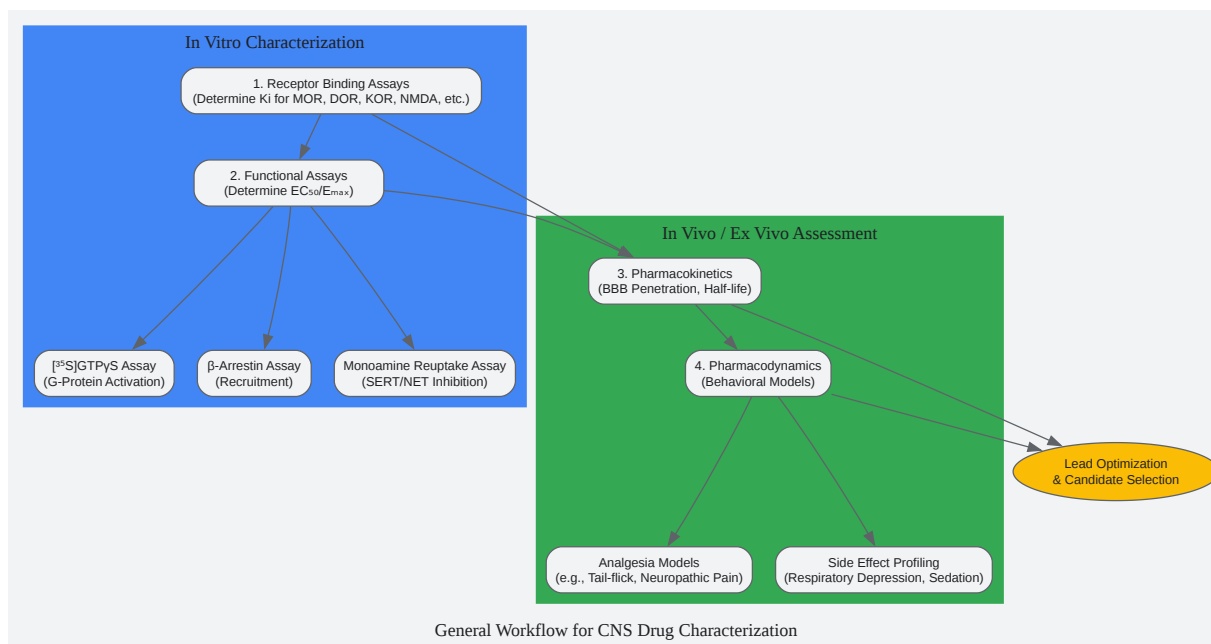 In Vitro Characterization
1. Receptor Binding Assays
(Determine Ki for MOR, DOR, KOR, NMDA, etc.)
2. Functional Assays
(Determine EC₅₀/Eₘₐₓ)
[³⁵S]GTPγS Assay
(G-Protein Activation)
β-Arrestin Assay
(Recruitment)
Monoamine Reuptake Assay
(SERT/NET Inhibition)
In Vivo / Ex Vivo Assessment
3. Pharmacokinetics
(BBB Penetration, Half-life)
4. Pharmacodynamics
(Behavioral Models)
Analgesia Models
(e.g., Tail-flick, Neuropathic Pain)
Side Effect Profiling
(Respiratory Depression, Sedation)
Lead Optimization
& Candidate Selection
General Workflow for CNS Drug Characterization